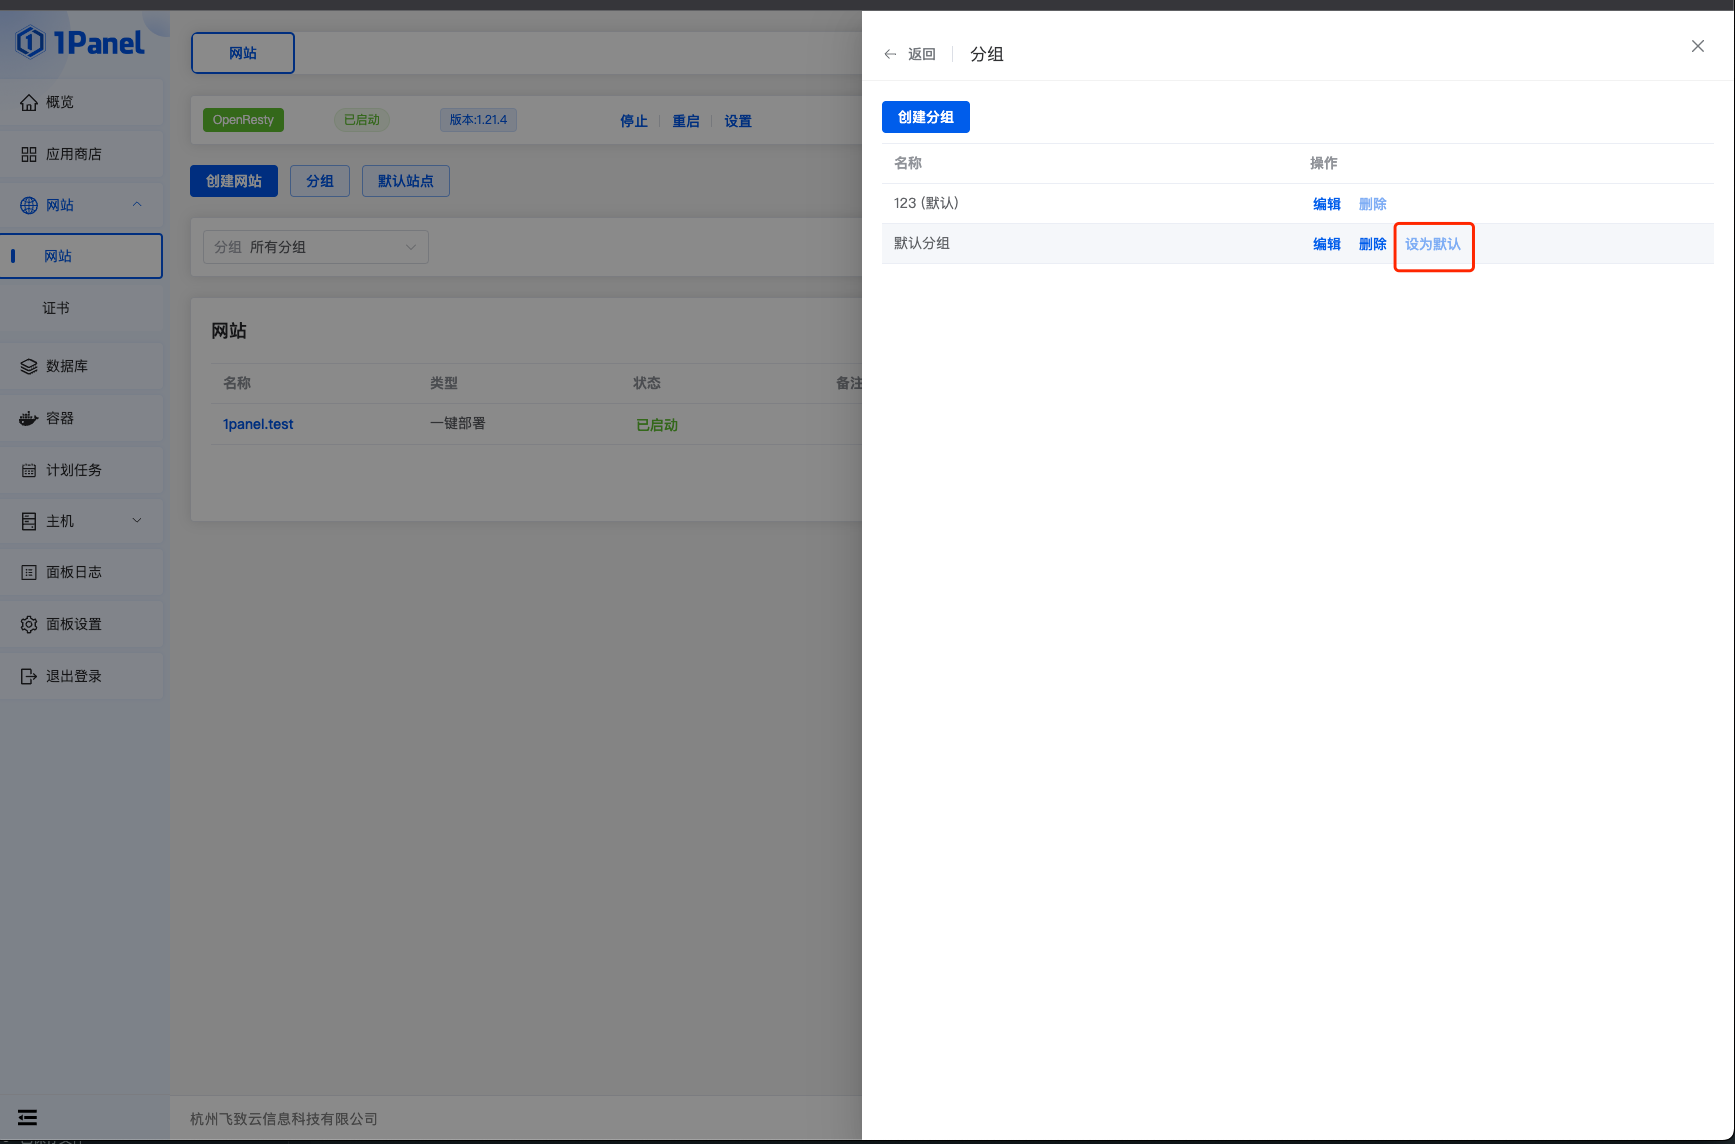 1Panel
概览
应用商店
网站
网站
证书
数据库
容器
计划任务
主机
面板日志
面板设置
退出登录
网站
OpenResty
已启动
版本:1.21.4
停止
重启
设置
创建网站
分组
默认站点
分组 所有分组
网站
名称 类型 状态 备注
1panel.test 一键部署 已启动
杭州飞致云信息科技有限公司
返回
分组
创建分组
名称 操作
123 (默认) 编辑 删除
默认分组 编辑 删除 设为默认